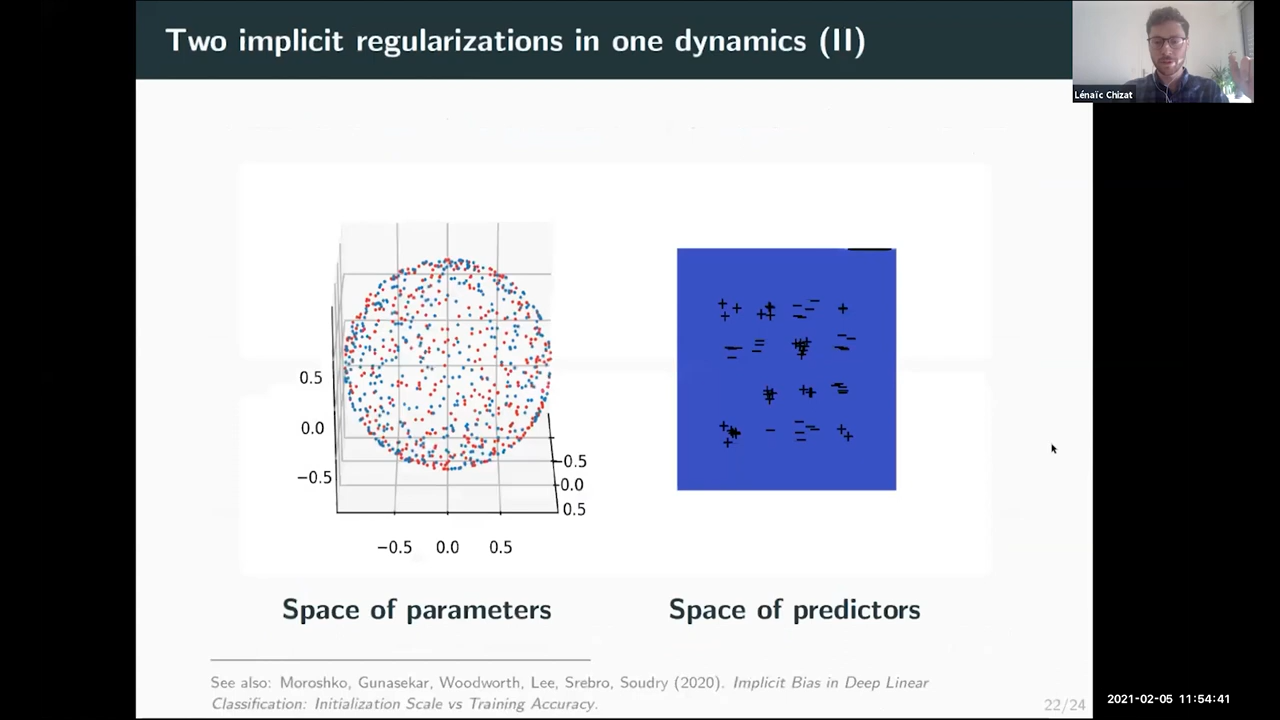 Two implicit regularizations in one dynamics (II)
Lénaïc Chizat
0.5
0.0
−0.5
−0.5
0.0
0.5
−0.5 0.0 0.5
Space of parameters
Space of predictors
See also: Moroshko, Gunasekar, Woodworth, Lee, Srebro, Soudry (2020). Implicit Bias in Deep Linear
Classification: Initialization Scale vs Training Accuracy.
22/24
2021-02-05 11:54:41